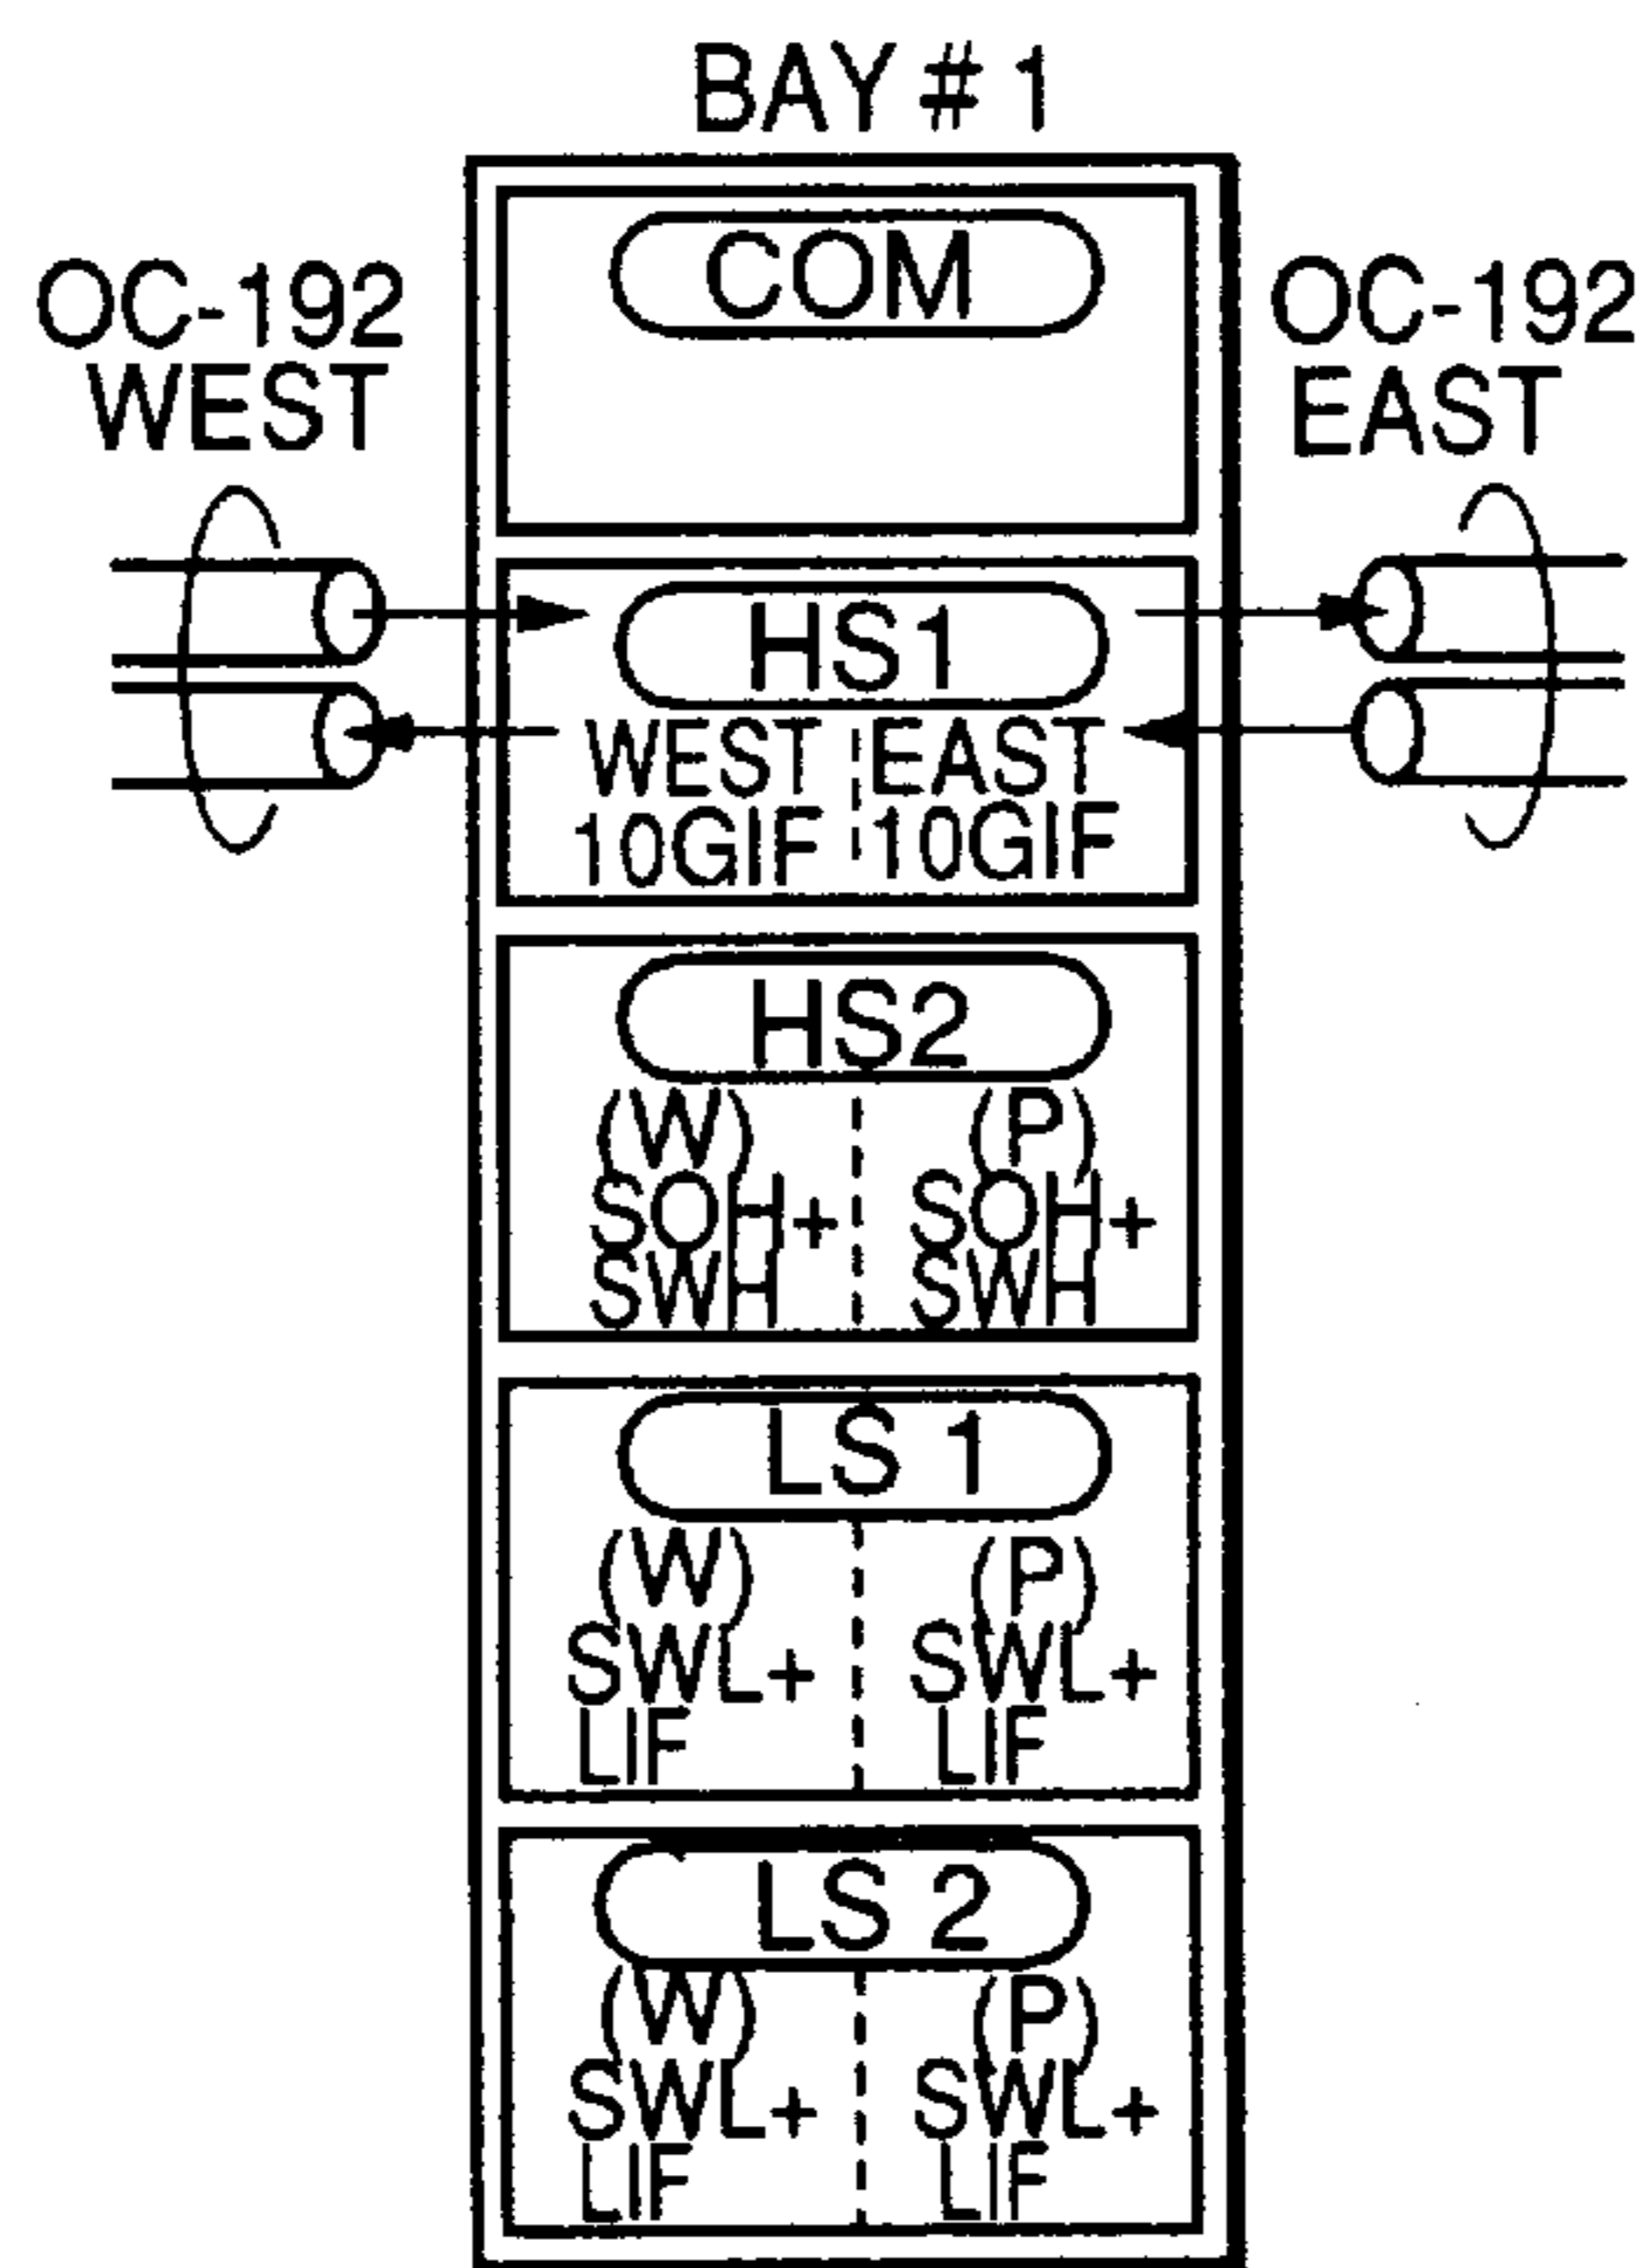 BAY # 1
COM
OC-192
WEST
OC-192
EAST
HS1
WEST EAST
10GIF 10GIF
HS2
(W) (P)
SOH+ SOH+
SWH SWH
LS 1
(W) (P)
SWL+ SWL+
LIF LIF
LS 2
(W) (P)
SWL+ SWL+
LIF LIF